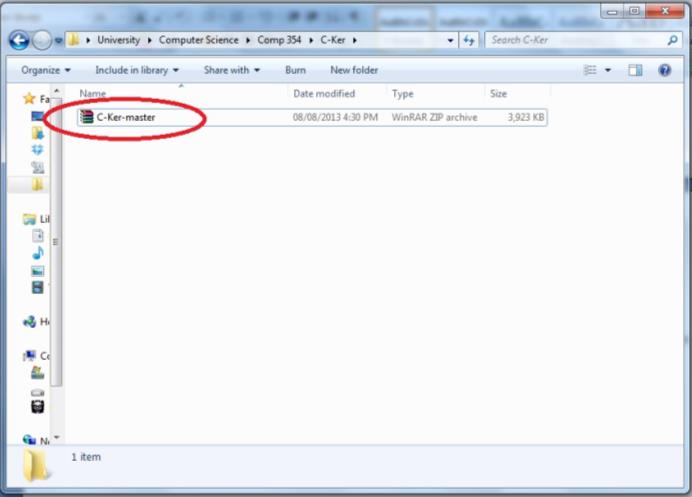 University ▸ Computer Science ▸ Comp 354 ▸ C-Ker ▸ Search C-Ker
Organize ▾ Include in library ▾ Share with ▾ Burn New folder
Name Date modified Type Size
Fa
C-Ker-master 08/08/2013 4:30 PM WinRAR ZIP archive 3,923 KB
Lil
He
Co
Ne
1 item